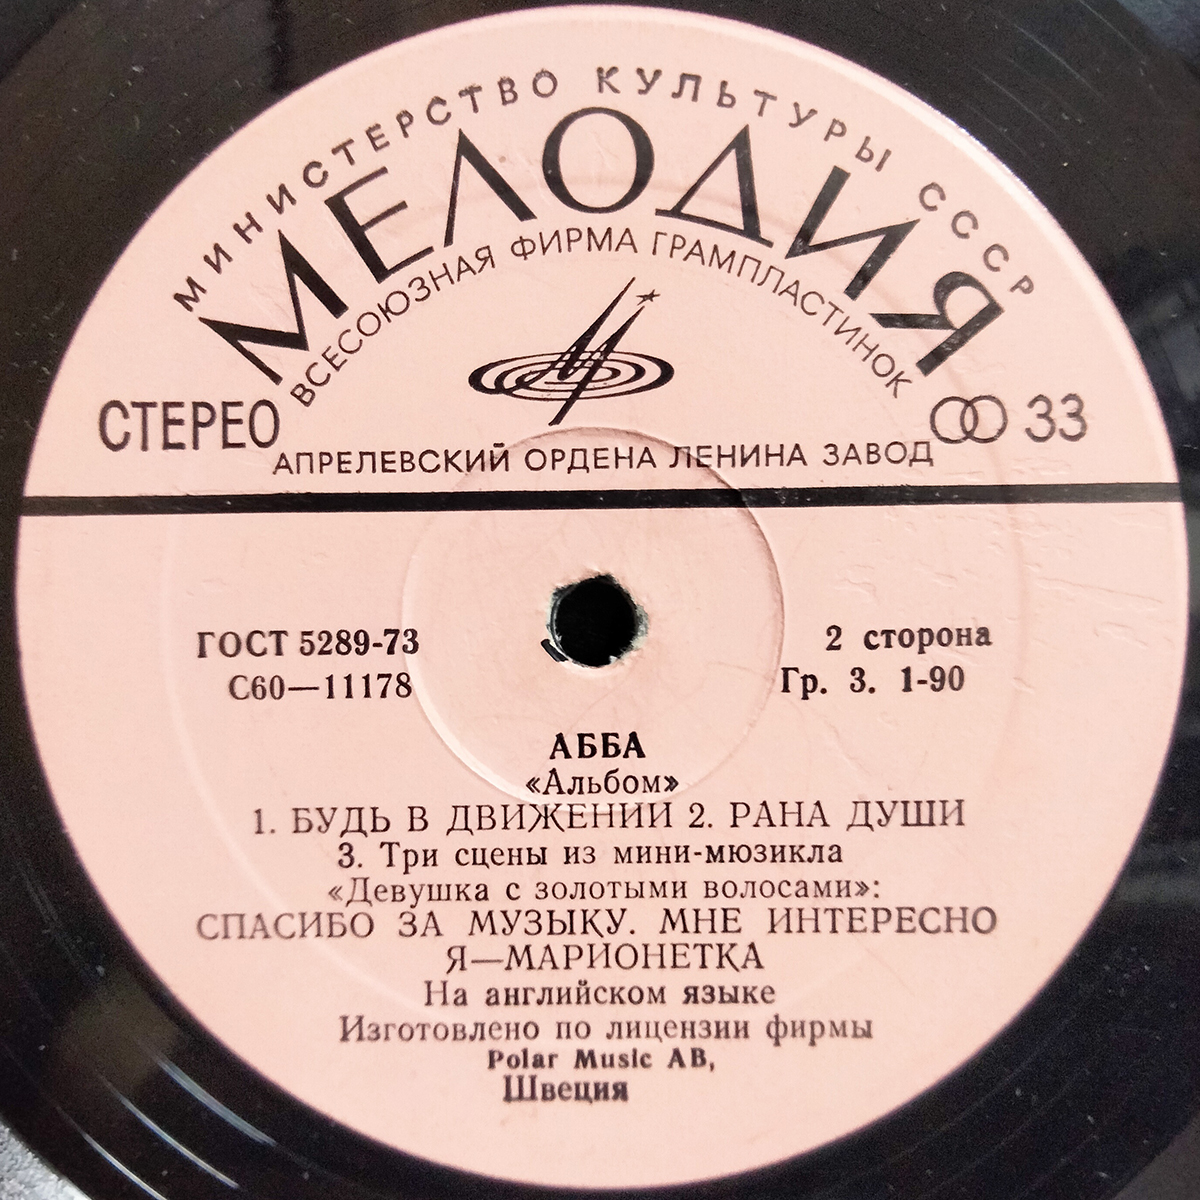 МИНИСТЕРСТВО КУЛЬТУРЫ СССР
МЕЛОДИЯ
ВСЕСОЮЗНАЯ ФИРМА ГРАМПЛАСТИНОК
СТЕРЕО
33
АПРЕЛЕВСКИЙ ОРДЕНА ЛЕНИНА ЗАВОД
ГОСТ 5289-73
2 сторона
С60—11178
Гр. 3. 1-90
АББА
«Альбом»
1. БУДЬ В ДВИЖЕНИИ 2. РАНА ДУШИ
3. Три сцены из мини-мюзикла
«Девушка с золотыми волосами»:
СПАСИБО ЗА МУЗЫКУ. МНЕ ИНТЕРЕСНО
Я—МАРИОНЕТКА
На английском языке
Изготовлено по лицензии фирмы
Polar Music AB,
Швеция